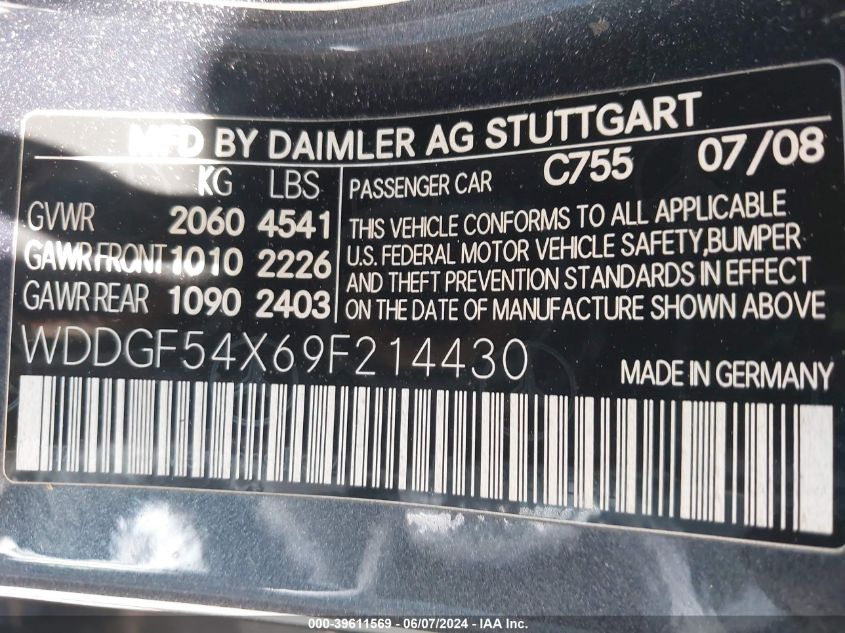 MFD BY DAIMLER AG STUTTGART
KG LBS PASSENGER CAR C755 07/08
GVWR 2060 4541
GAWR FRONT 1010 2226
GAWR REAR 1090 2403
THIS VEHICLE CONFORMS TO ALL APPLICABLE
U.S. FEDERAL MOTOR VEHICLE SAFETY,BUMPER
AND THEFT PREVENTION STANDARDS IN EFFECT
ON THE DATE OF MANUFACTURE SHOWN ABOVE
WDDGF54X69F214430
MADE IN GERMANY
000-39611569 - 06/07/2024 - IAA Inc.